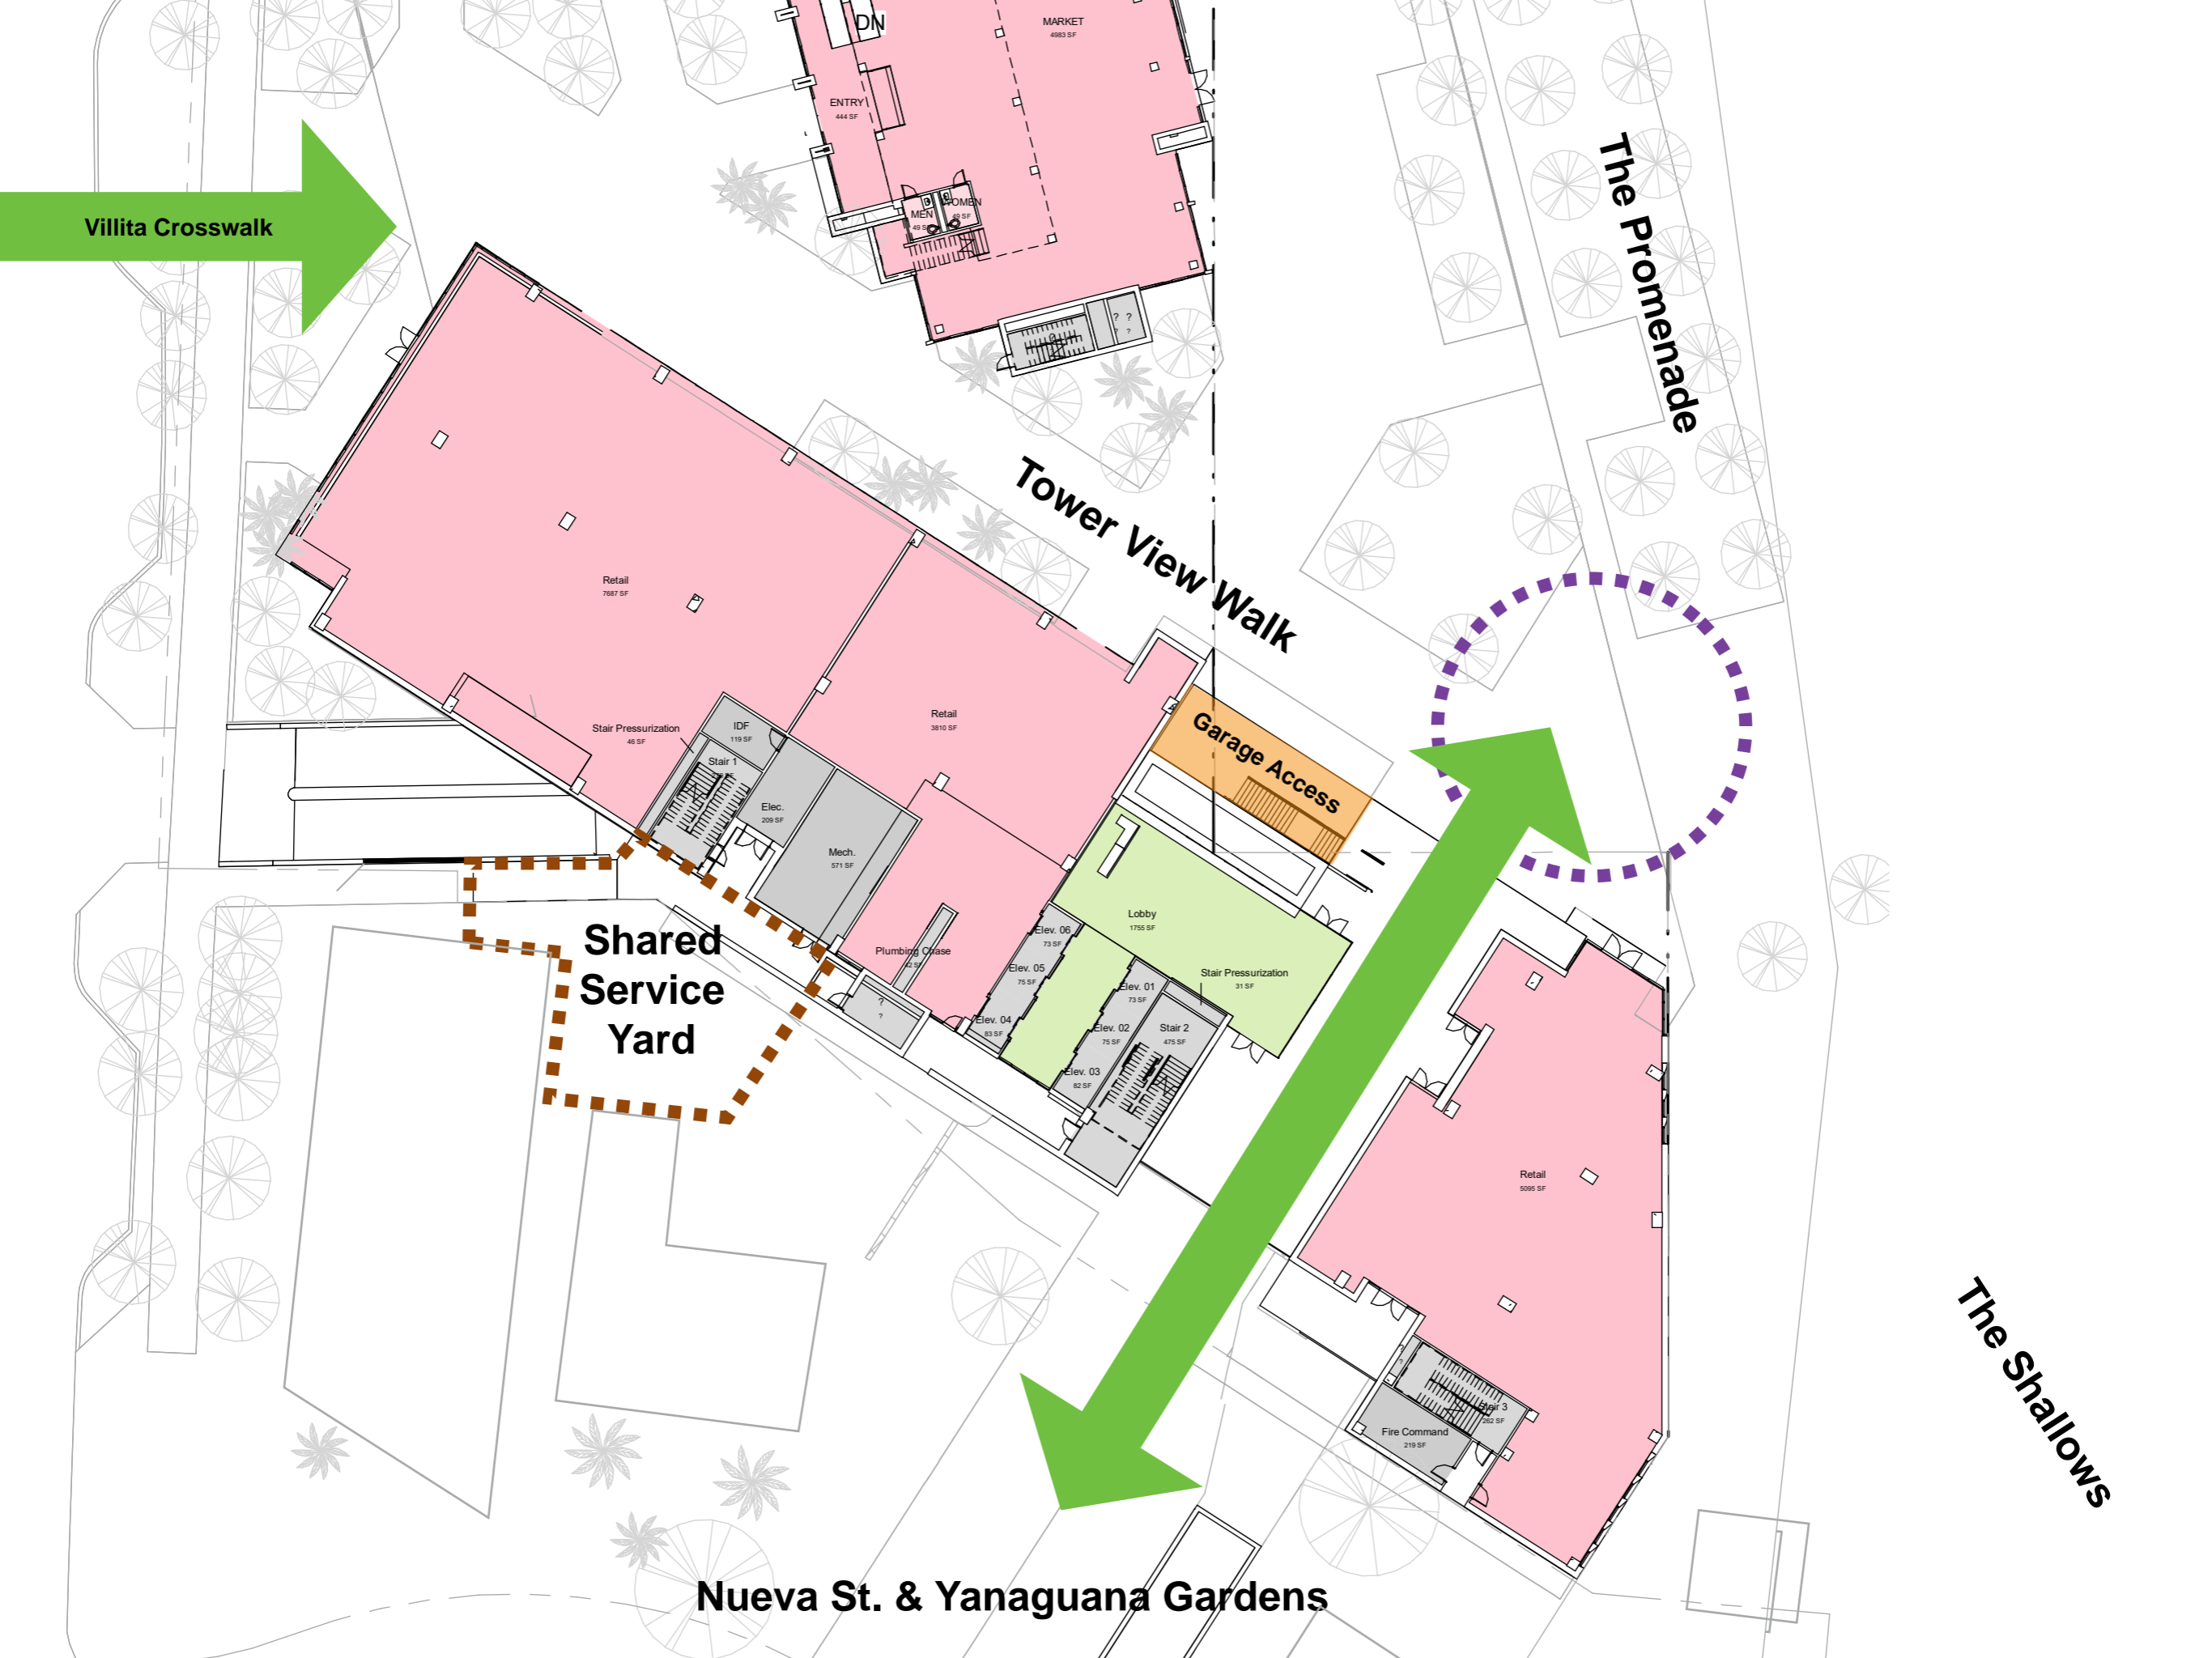 DN
MARKET
4983 SF
ENTRY
444 SF
Villita Crosswalk
WOMEN
49 SF
MEN
49 SF
? ?
? ?
The Promenade
Tower View Walk
Retail
7687 SF
Retail
3810 SF
Stair Pressurization
46 SF
IDF
119 SF
Stair 1
Elec.
209 SF
Mech.
571 SF
Garage Access
Lobby
1755 SF
Plumbing Chase
Elev. 06
73 SF
Elev. 05
75 SF
Elev. 04
83 SF
Elev. 01
73 SF
Elev. 02
75 SF
Elev. 03
82 SF
Stair Pressurization
31 SF
Stair 2
475 SF
?
?
Shared
Service
Yard
Retail
5095 SF
Stair 3
262 SF
Fire Command
219 SF
The Shallows
Nueva St. & Yanaguana Gardens